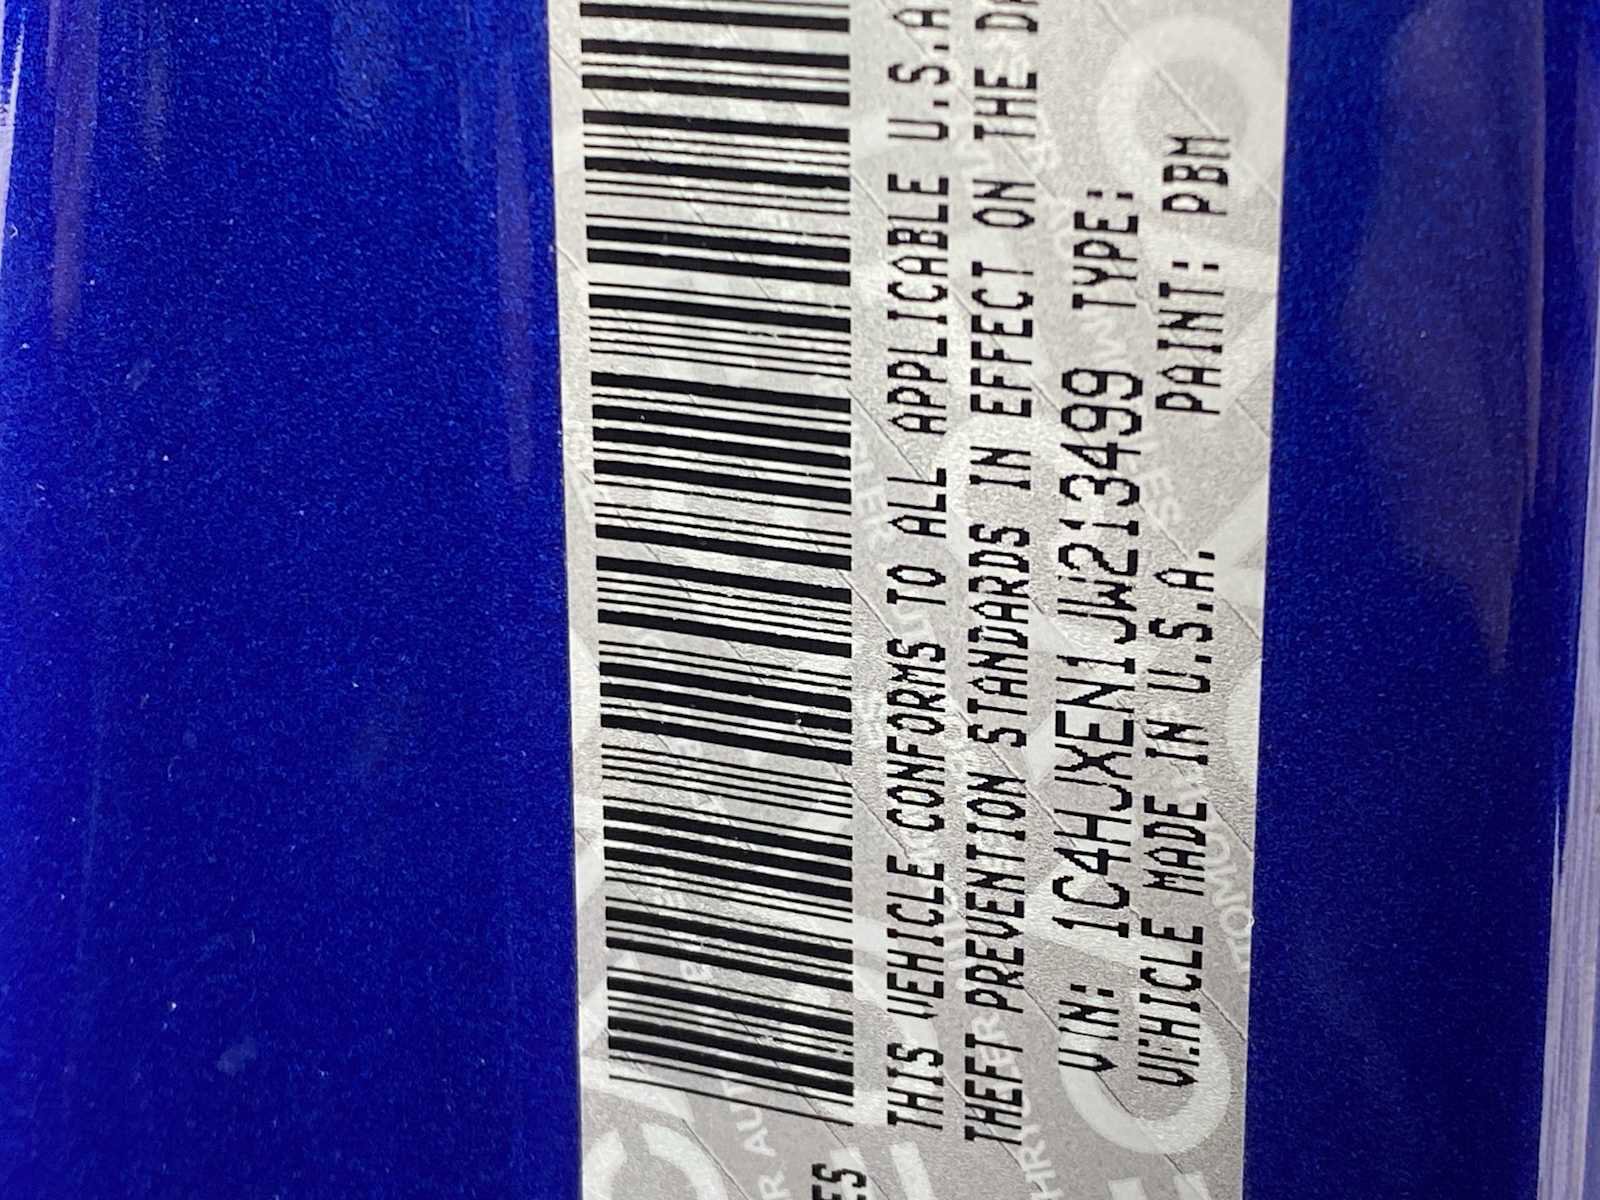 THIS VEHICLE CONFORMS TO ALL APPLICABLE U.S.A
THEFT PREVENTION STANDARDS IN EFFECT ON THE
VIN: 1C4HJXEN1JW213499 TYPE:
VEHICLE MADE IN U.S.A. PAINT: PBM